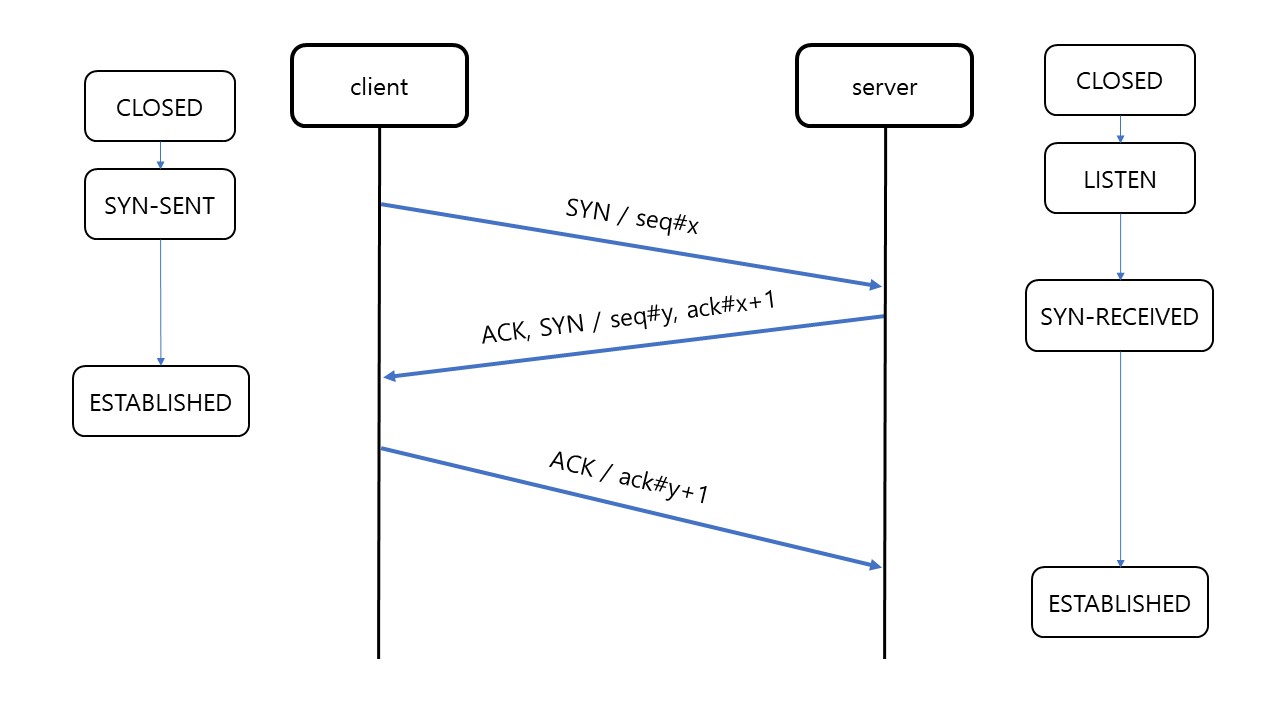 client
server
CLOSED
SYN-SENT
ESTABLISHED
SYN / seq#x
ACK, SYN / seq#y, ack#x+1
ACK / ack#y+1
CLOSED
LISTEN
SYN-RECEIVED
ESTABLISHED